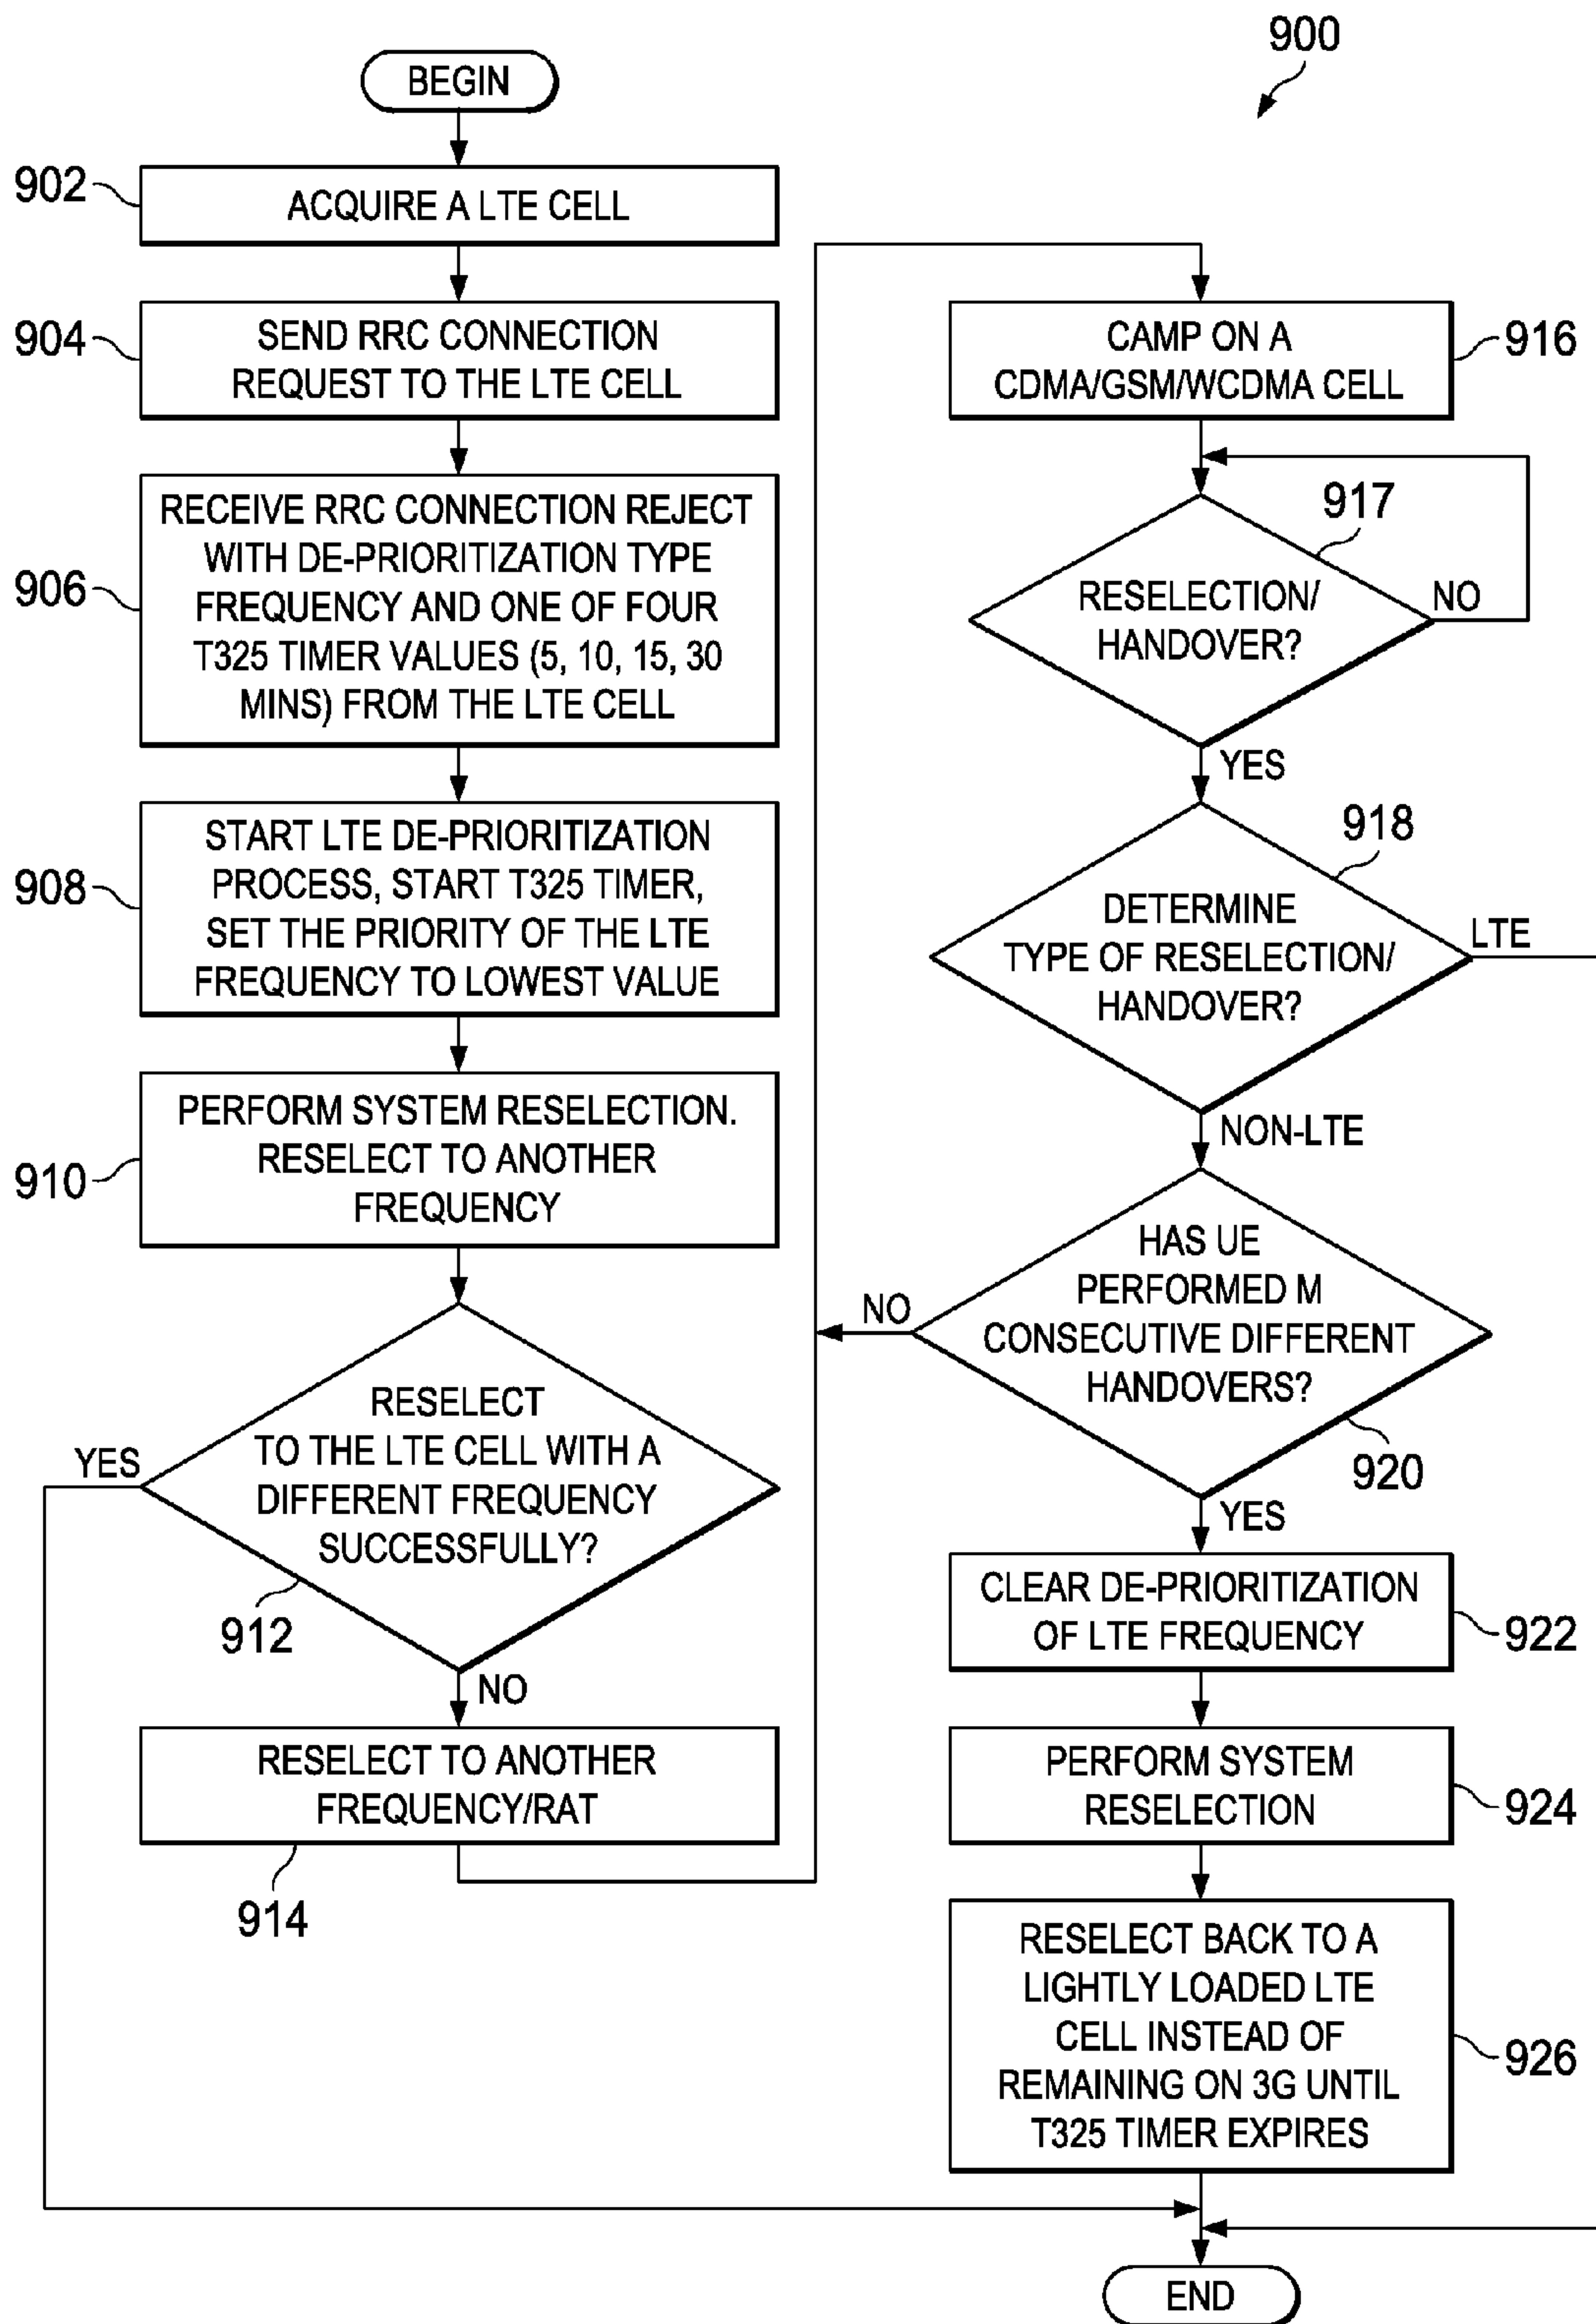 900
BEGIN
902
ACQUIRE A LTE CELL
904
SEND RRC CONNECTION
REQUEST TO THE LTE CELL
906
RECEIVE RRC CONNECTION REJECT
WITH DE-PRIORITIZATION TYPE
FREQUENCY AND ONE OF FOUR
T325 TIMER VALUES (5, 10, 15, 30
MINS) FROM THE LTE CELL
908
START LTE DE-PRIORITIZATION
PROCESS, START T325 TIMER,
SET THE PRIORITY OF THE LTE
FREQUENCY TO LOWEST VALUE
910
PERFORM SYSTEM RESELECTION.
RESELECT TO ANOTHER
FREQUENCY
RESELECT
TO THE LTE CELL WITH A
DIFFERENT FREQUENCY
SUCCESSFULLY?
YES
912
NO
RESELECT TO ANOTHER
FREQUENCY/RAT
914
CAMP ON A
CDMA/GSM/WCDMA CELL
916
917
RESELECTION/
HANDOVER?
NO
YES
918
DETERMINE
TYPE OF RESELECTION/
HANDOVER?
LTE
NON-LTE
HAS UE
PERFORMED M
CONSECUTIVE DIFFERENT
HANDOVERS?
NO
920
YES
CLEAR DE-PRIORITIZATION
OF LTE FREQUENCY
922
PERFORM SYSTEM
RESELECTION
924
RESELECT BACK TO A
LIGHTLY LOADED LTE
CELL INSTEAD OF
REMAINING ON 3G UNTIL
T325 TIMER EXPIRES
926
END